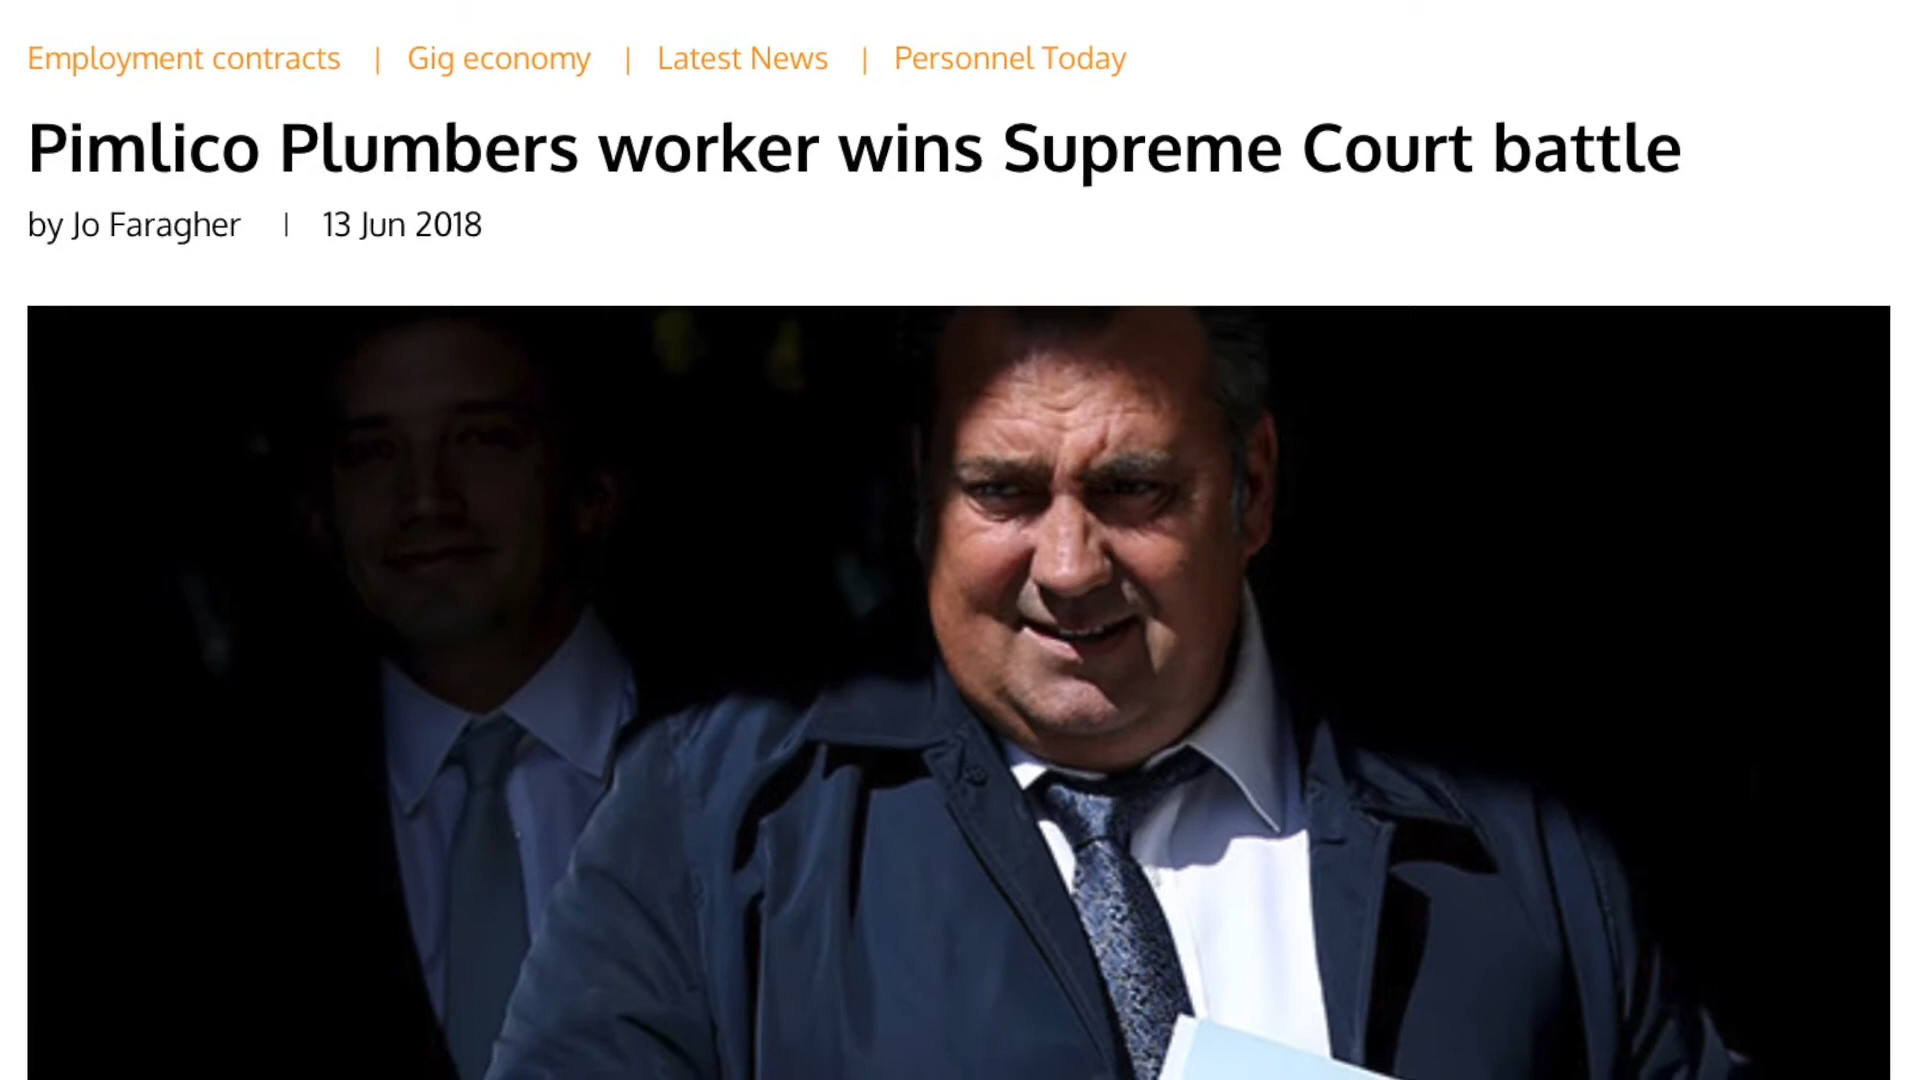 Employment contracts | Gig economy | Latest News | Personnel Today
Pimlico Plumbers worker wins Supreme Court battle
by Jo Faragher | 13 Jun 2018